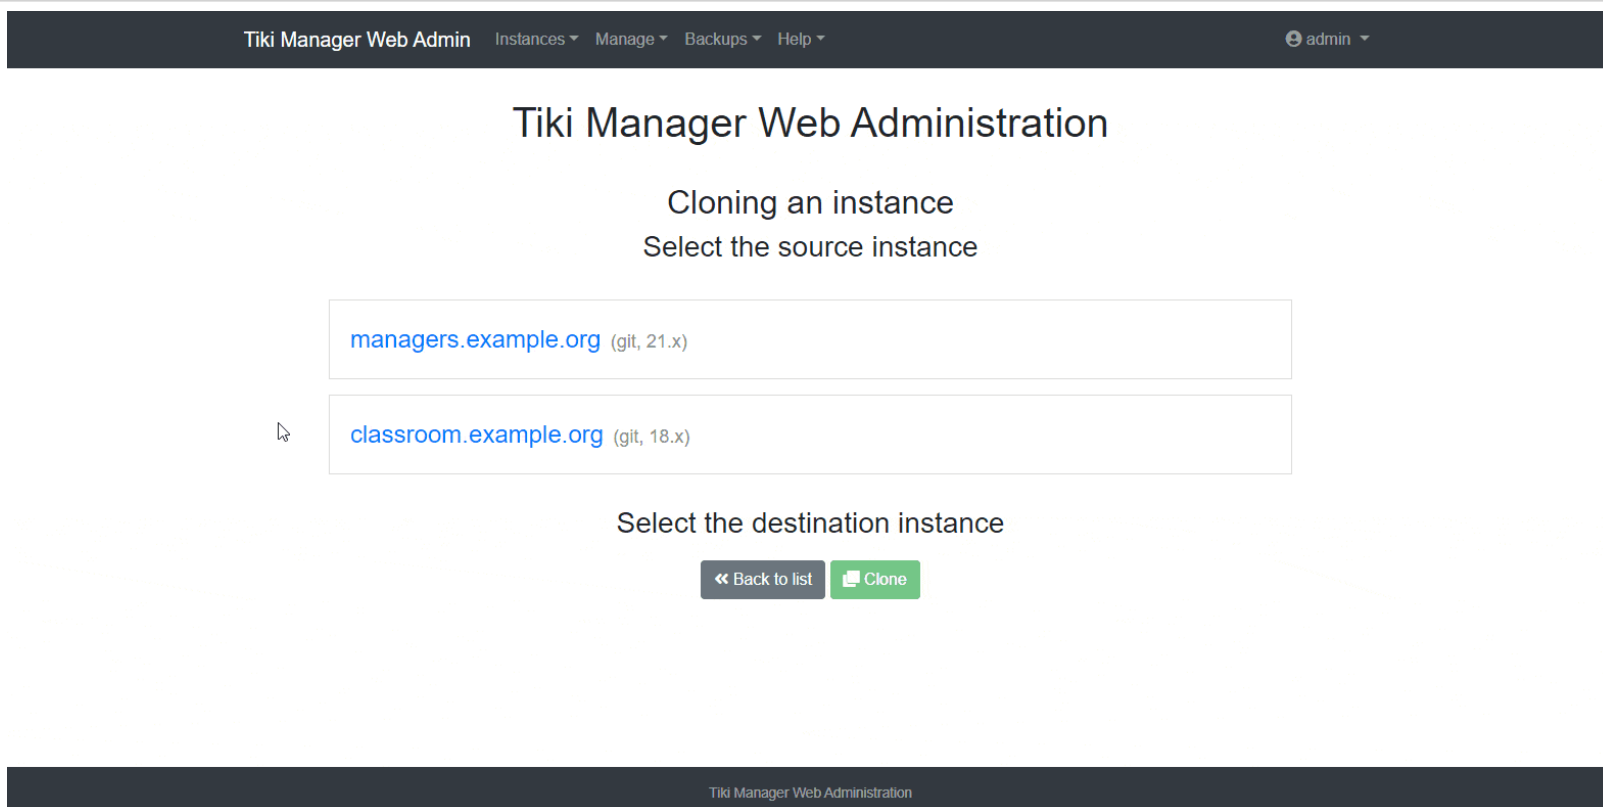 Tiki Manager Web Admin Instances Manage Backups Help admin
Tiki Manager Web Administration
Cloning an instance
Select the source instance
managers.example.org (git, 21.x)
classroom.example.org (git, 18.x)
Select the destination instance
Back to list Clone
Tiki Manager Web Administration